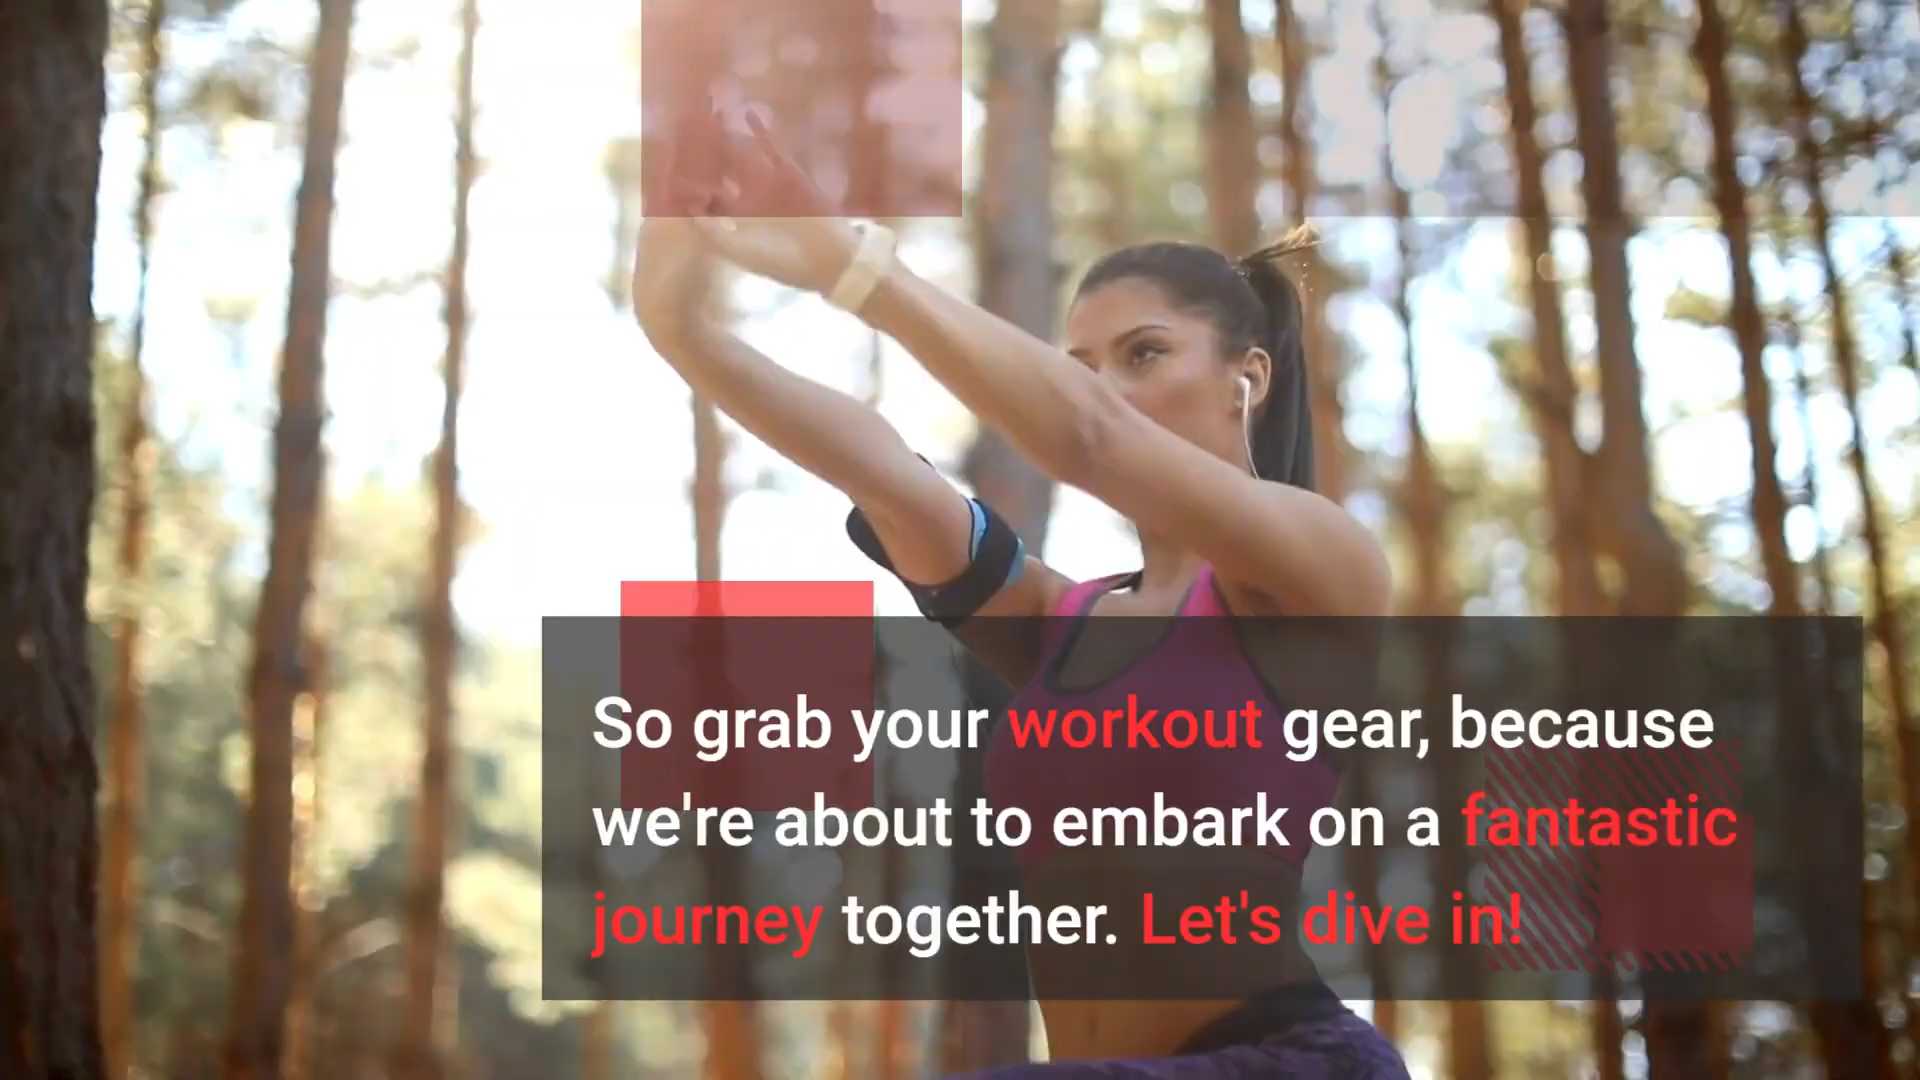 So grab your workout gear, because
we're about to embark on a fantastic
journey together. Let's dive in!